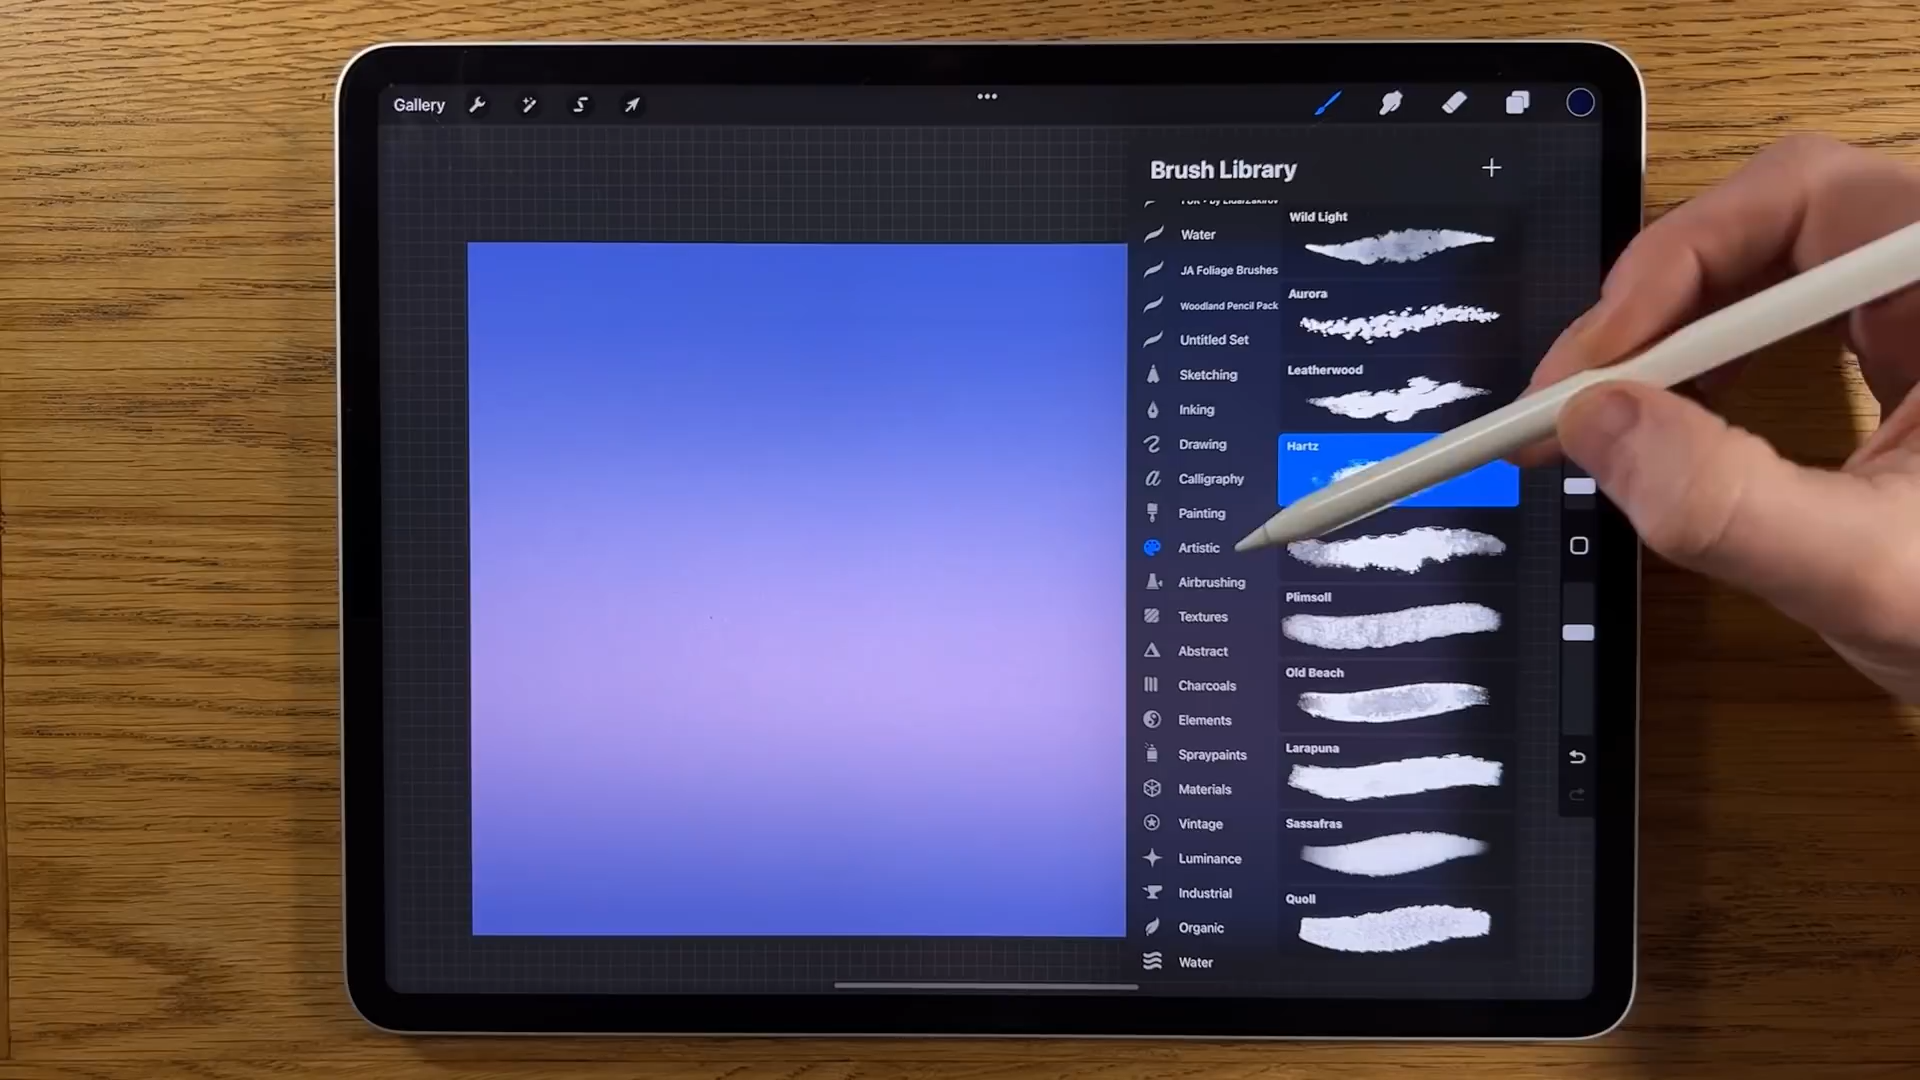 Gallery
Brush Library
Water
JA Foliage Brushes
Woodland Pencil Pack
Untitled Set
Sketching
Inking
Drawing
Calligraphy
Painting
Artistic
Airbrushing
Textures
Abstract
Charcoals
Elements
Spraypaints
Materials
Vintage
Luminance
Industrial
Organic
Water
Wild Light
Aurora
Leatherwood
Hartz
Plimsoll
Old Beach
Larapuna
Sassafras
Quoll